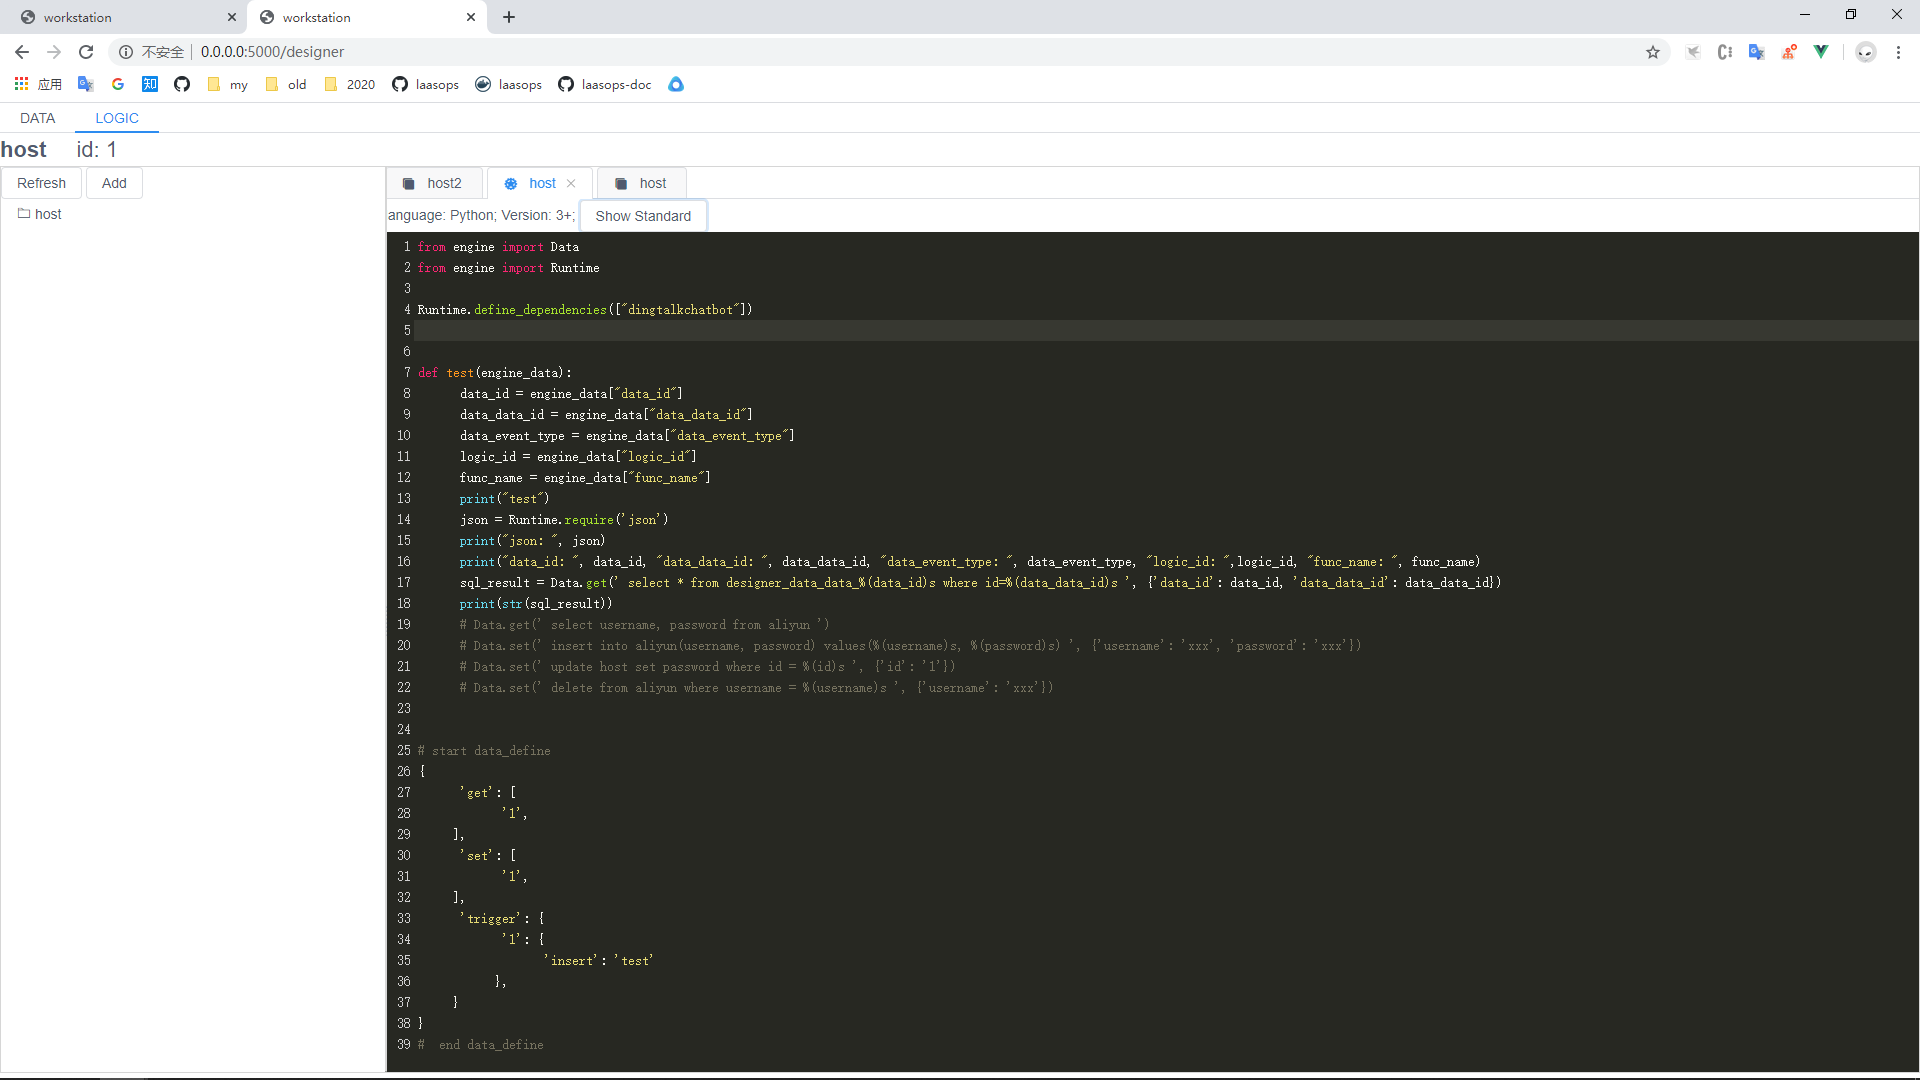 workstation
workstation
不安全 | 0.0.0.0:5000/designer
应用 知 my old 2020 laasops laasops laasops-doc
DATA LOGIC
host id: 1
Refresh Add
host2 host host
host
anguage: Python; Version: 3+; Show Standard
1 from engine import Data
2 from engine import Runtime
3
4 Runtime.define_dependencies(["dingtalkchatbot"])
5
6
7 def test(engine_data):
8 data_id = engine_data["data_id"]
9 data_data_id = engine_data["data_data_id"]
10 data_event_type = engine_data["data_event_type"]
11 logic_id = engine_data["logic_id"]
12 func_name = engine_data["func_name"]
13 print("test")
14 json = Runtime.require('json')
15 print("json: ", json)
16 print("data_id: ", data_id, "data_data_id: ", data_data_id, "data_event_type: ", data_event_type, "logic_id: ",logic_id, "func_name: ", func_name)
17 sql_result = Data.get(' select * from designer_data_data_%(data_id)s where id=%(data_data_id)s ', {'data_id': data_id, 'data_data_id': data_data_id})
18 print(str(sql_result))
19 # Data.get(' select username, password from aliyun ')
20 # Data.set(' insert into aliyun(username, password) values(%(username)s, %(password)s) ', {'username': 'xxx', 'password': 'xxx'})
21 # Data.set(' update host set password where id = %(id)s ', {'id': '1'})
22 # Data.set(' delete from aliyun where username = %(username)s ', {'username': 'xxx'})
23
24
25 # start data_define
26 {
27 'get': [
28 '1',
29 ],
30 'set': [
31 '1',
32 ],
33 'trigger': {
34 '1': {
35 'insert': 'test'
36 },
37 }
38 }
39 #  end data_define